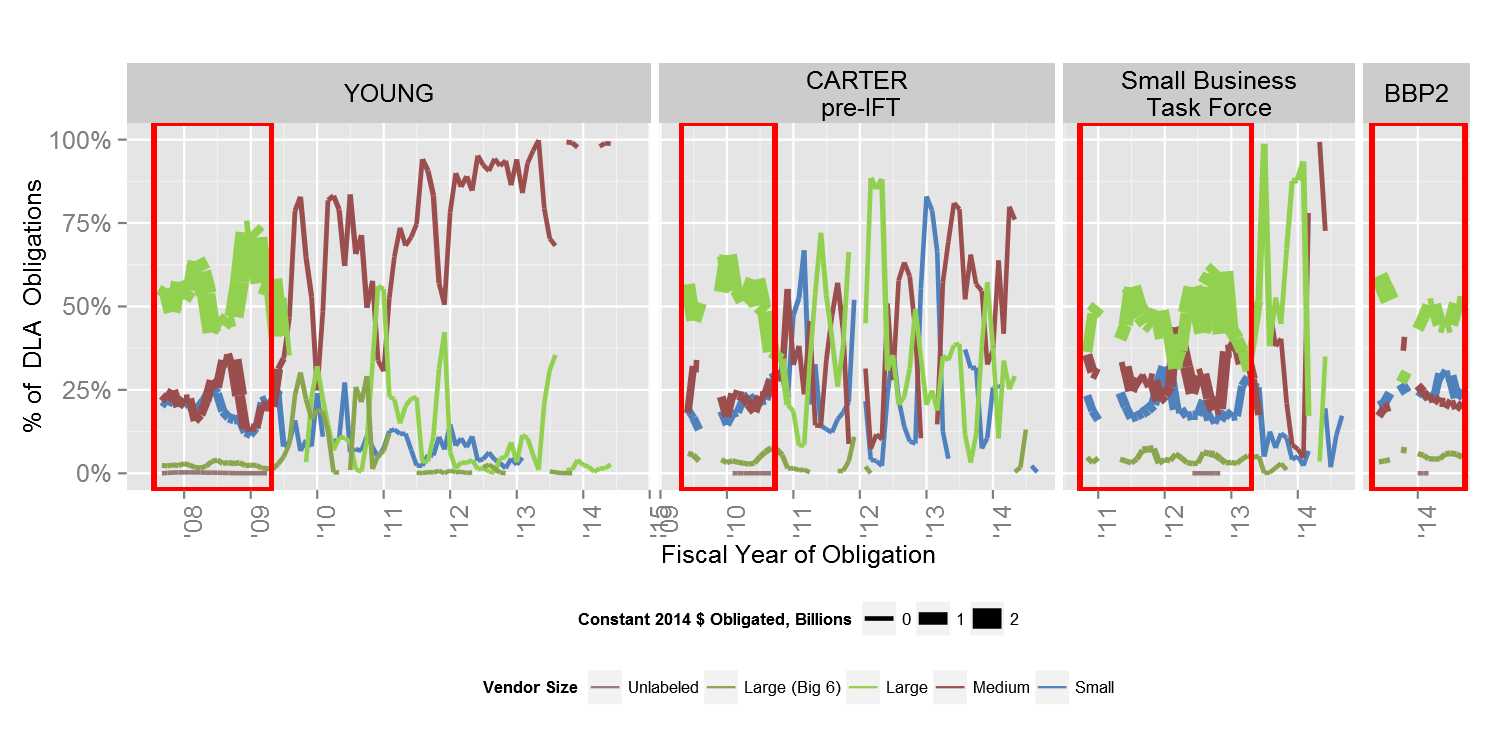 YOUNG
CARTER
pre-IFT
Small Business
Task Force
BBP2
% of DLA Obligations
100%
75%
50%
25%
0%
'08
'09
'10
'11
'12
'13
'14
'15
'09
'10
'11
'12
'13
'14
'11
'12
'13
'14
'14
Fiscal Year of Obligation
Constant 2014 $ Obligated, Billions 0 1 2
Vendor Size Unlabeled Large (Big 6) Large Medium Small